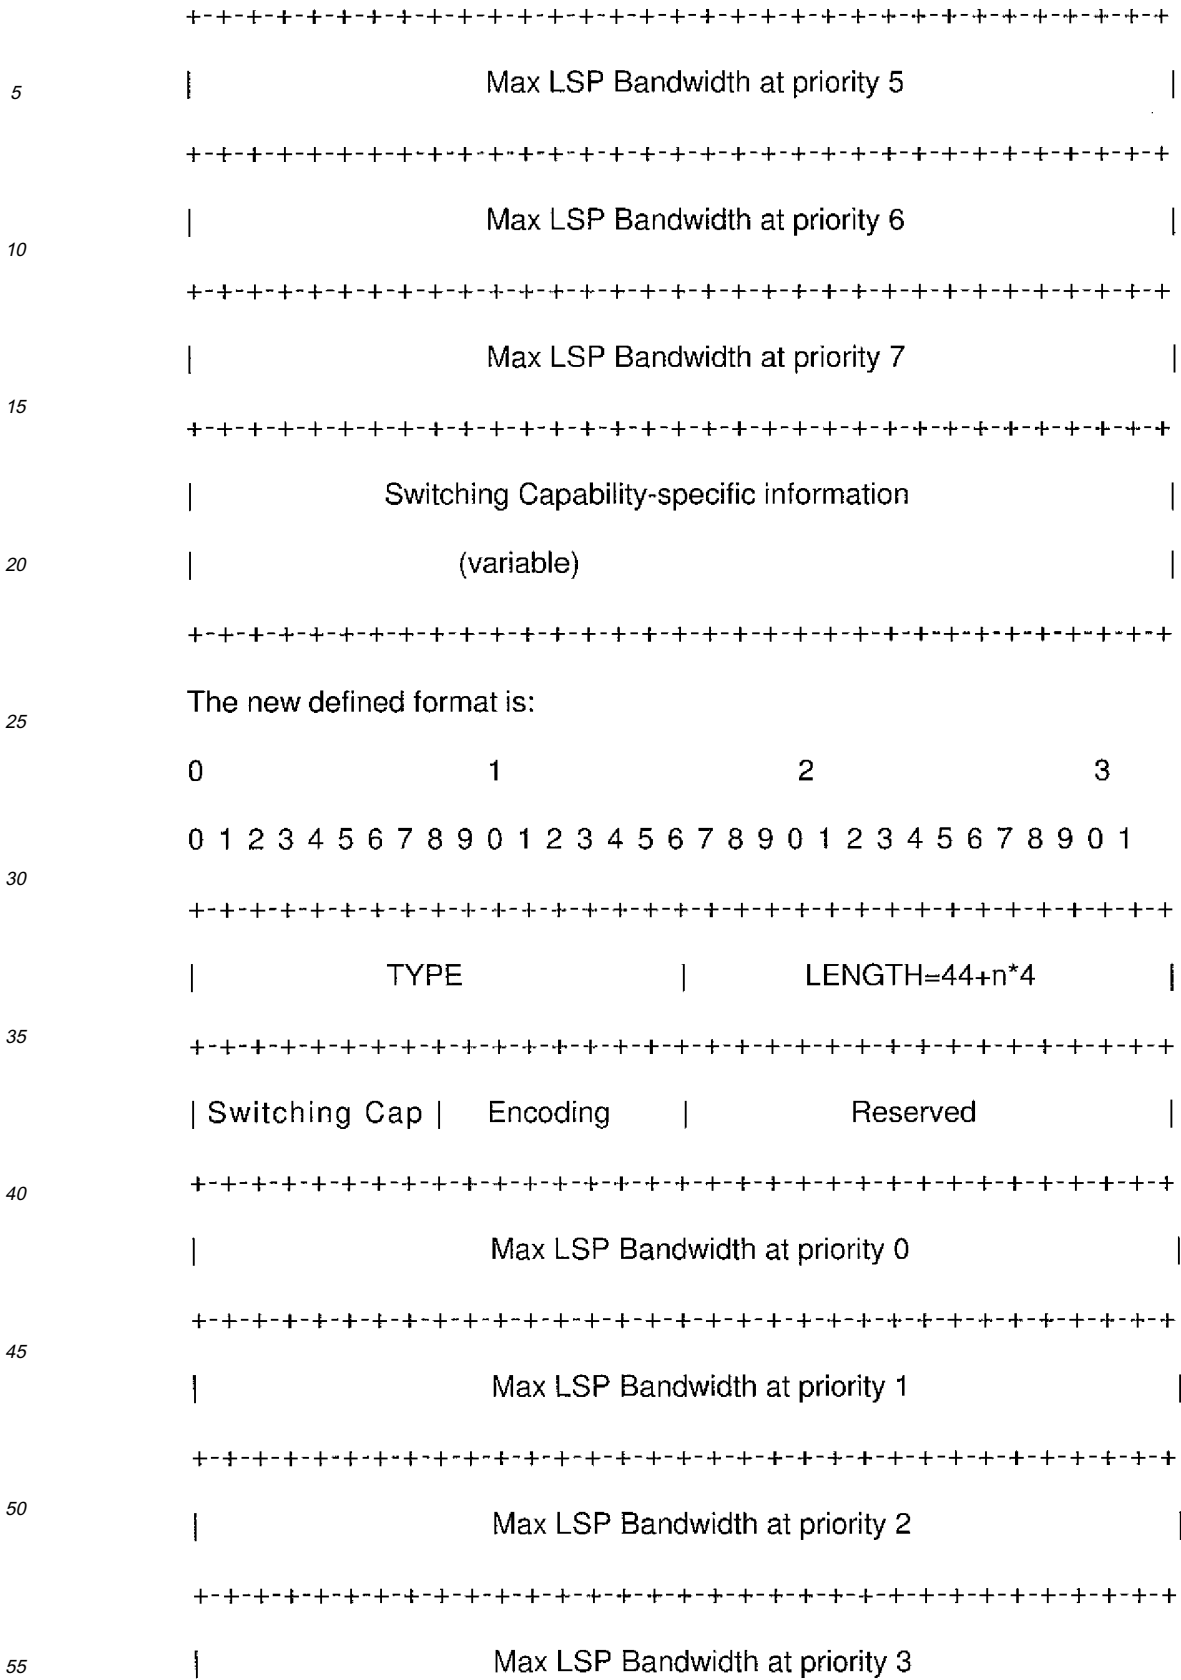 +-+-+-+-+-+-+-+-+-+-+-+-+-+-+-+-+-+-+-+-+-+-+-+-+-+-+-+-+-+-+-+-+
5 | Max LSP Bandwidth at priority 5 |
+-+-+-+-+-+-+-+-+-+-+-+-+-+-+-+-+-+-+-+-+-+-+-+-+-+-+-+-+-+-+-+-+
| Max LSP Bandwidth at priority 6 |
10
+-+-+-+-+-+-+-+-+-+-+-+-+-+-+-+-+-+-+-+-+-+-+-+-+-+-+-+-+-+-+-+-+
| Max LSP Bandwidth at priority 7 |
15
+-+-+-+-+-+-+-+-+-+-+-+-+-+-+-+-+-+-+-+-+-+-+-+-+-+-+-+-+-+-+-+-+
| Switching Capability-specific information |
20 | (variable) |
+-+-+-+-+-+-+-+-+-+-+-+-+-+-+-+-+-+-+-+-+-+-+-+-+-+-+-+-+-+-+-+-+
The new defined format is:
25
0 1 2 3
0 1 2 3 4 5 6 7 8 9 0 1 2 3 4 5 6 7 8 9 0 1 2 3 4 5 6 7 8 9 0 1
30
+-+-+-+-+-+-+-+-+-+-+-+-+-+-+-+-+-+-+-+-+-+-+-+-+-+-+-+-+-+-+-+-+
| TYPE | LENGTH=44+n*4 |
35
+-+-+-+-+-+-+-+-+-+-+-+-+-+-+-+-+-+-+-+-+-+-+-+-+-+-+-+-+-+-+-+-+
| Switching Cap | Encoding | Reserved |
40 +-+-+-+-+-+-+-+-+-+-+-+-+-+-+-+-+-+-+-+-+-+-+-+-+-+-+-+-+-+-+-+-+
| Max LSP Bandwidth at priority 0 |
+-+-+-+-+-+-+-+-+-+-+-+-+-+-+-+-+-+-+-+-+-+-+-+-+-+-+-+-+-+-+-+-+
45
| Max LSP Bandwidth at priority 1 |
+-+-+-+-+-+-+-+-+-+-+-+-+-+-+-+-+-+-+-+-+-+-+-+-+-+-+-+-+-+-+-+-+
50
| Max LSP Bandwidth at priority 2 |
+-+-+-+-+-+-+-+-+-+-+-+-+-+-+-+-+-+-+-+-+-+-+-+-+-+-+-+-+-+-+-+-+
55 | Max LSP Bandwidth at priority 3